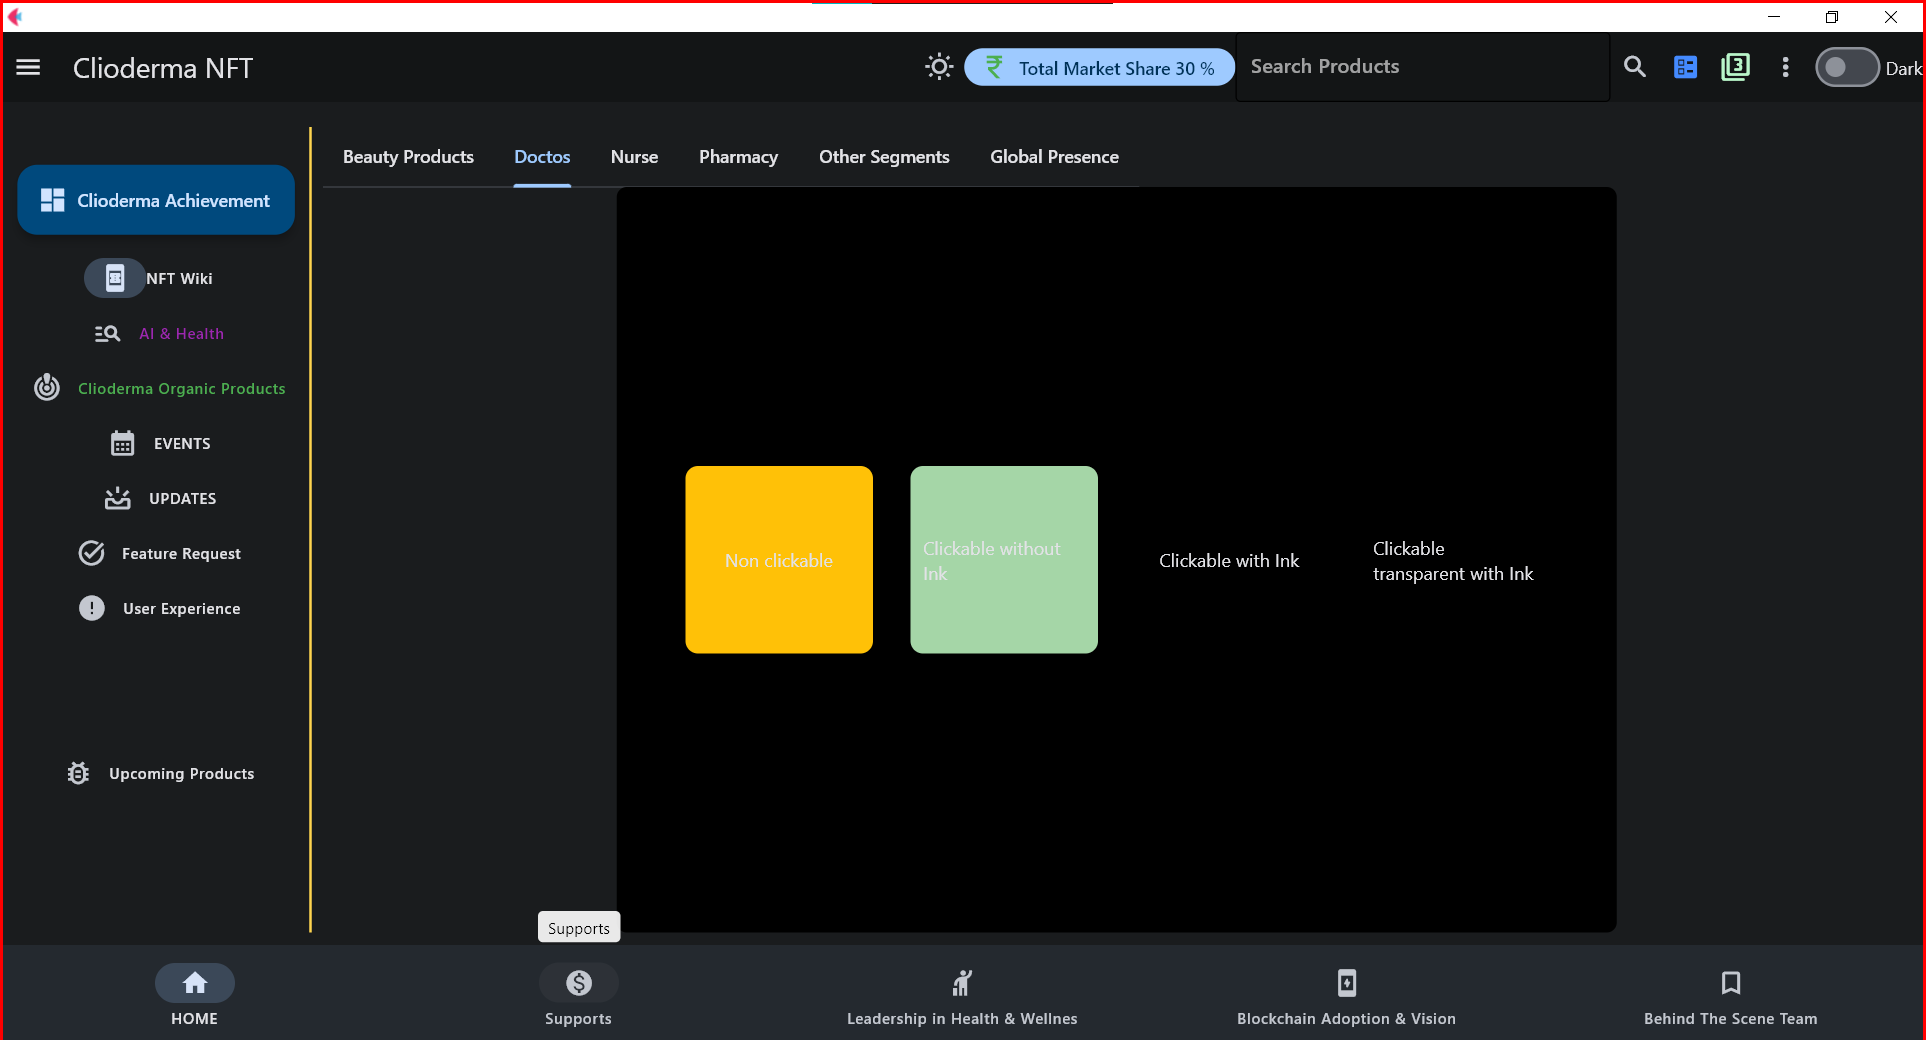 Clioderma NFT
Total Market Share 30 %
Search Products
3
Dark
Beauty Products
Doctos
Nurse
Pharmacy
Other Segments
Global Presence
Clioderma Achievement
NFT Wiki
AI & Health
Clioderma Organic Products
EVENTS
UPDATES
Feature Request
User Experience
Upcoming Products
Non clickable
Clickable without
Ink
Clickable with Ink
Clickable
transparent with Ink
Supports
HOME
Supports
Leadership in Health & Wellnes
Blockchain Adoption & Vision
Behind The Scene Team